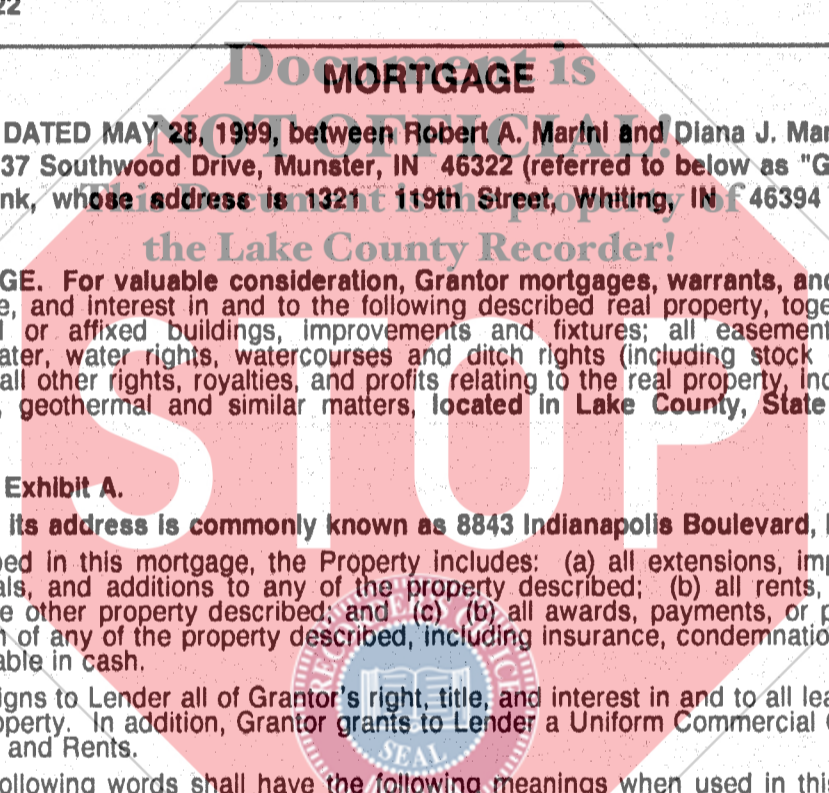 22
Document is
MORTGAGE
NOT OFFICIAL!
DATED MAY 28, 1999, between Robert A. Marini and Diana J. Mar
37 Southwood Drive, Munster, IN 46322 (referred to below as "G
This Document is the property of
nk, whose address is 1321 119th Street, Whiting, IN 46394
the Lake County Recorder!
GE. For valuable consideration, Grantor mortgages, warrants, and
e, and interest in and to the following described real property, toge
l or affixed buildings, improvements and fixtures; all easement
ater, water rights, watercourses and ditch rights (including stock
all other rights, royalties, and profits relating to the real property, inc
, geothermal and similar matters, located in Lake County, State
STOP
Exhibit A.
its address is commonly known as 8843 Indianapolis Boulevard,
bed in this mortgage, the Property includes: (a) all extensions, imp
als, and additions to any of the property described; (b) all rents,
e other property described; and (c) (b) all awards, payments, or p
n of any of the property described, including insurance, condemnatio
able in cash.
igns to Lender all of Grantor's right, title, and interest in and to all lea
operty. In addition, Grantor grants to Lender a Uniform Commercial
and Rents.
SEAL
ollowing words shall have the following meanings when used in this